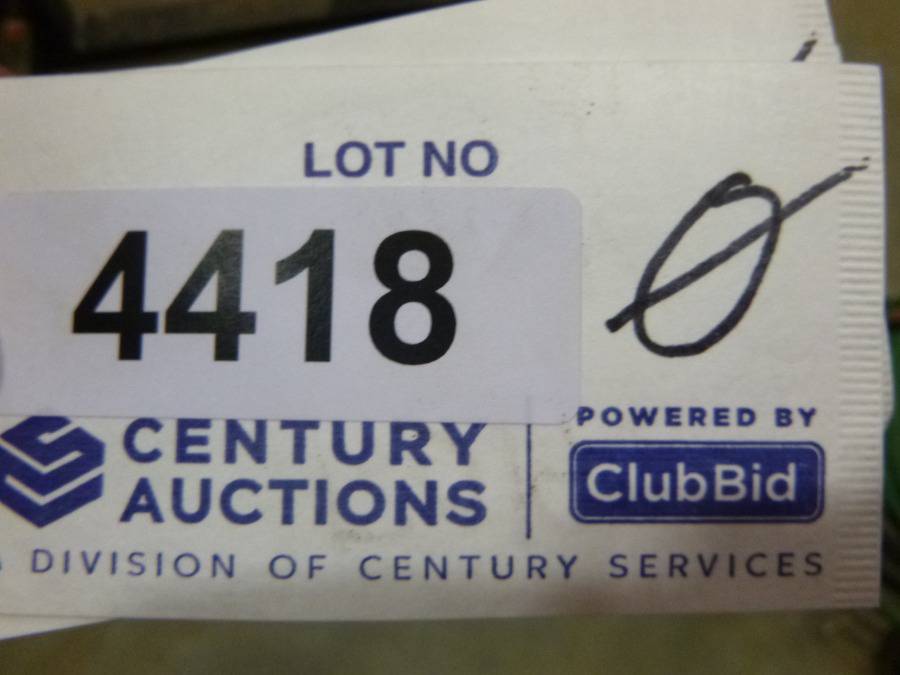 LOT NO
4418 Ø
CENTURY
AUCTIONS
POWERED BY
ClubBid
DIVISION OF CENTURY SERVICES